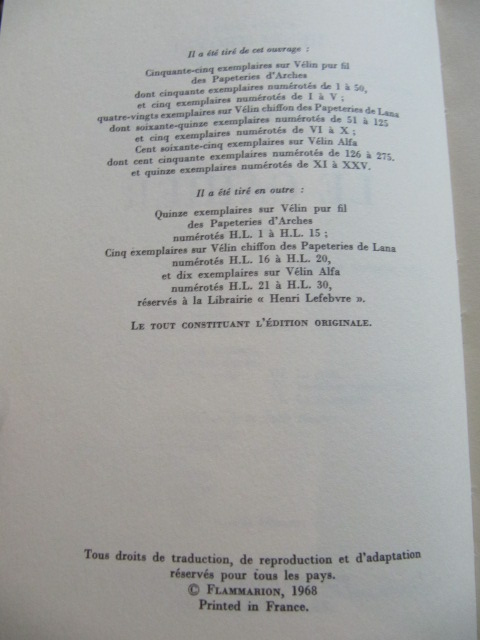 Il a été tiré de cet ouvrage :
Cinquante-cinq exemplaires sur Vélin pur fil
des Papeteries d'Arches
dont cinquante exemplaires numérotés de 1 à 50,
et cinq exemplaires numérotés de I à V ;
quatre-vingts exemplaires sur Vélin chiffon des Papeteries de Lana
dont soixante-quinze exemplaires numérotés de 51 à 125
et cinq exemplaires numérotés de VI à X ;
Cent soixante-cinq exemplaires sur Vélin Alfa
dont cent cinquante exemplaires numérotés de 126 à 275.
et quinze exemplaires numérotés de XI à XXV.
Il a été tiré en outre :
Quinze exemplaires sur Vélin pur fil
des Papeteries d'Arches
numérotés H.L. 1 à H.L. 15 ;
Cinq exemplaires sur Vélin chiffon des Papeteries de Lana
numérotés H.L. 16 à H.L. 20,
et dix exemplaires sur Vélin Alfa
numérotés H.L. 21 à H.L. 30,
réservés à la Librairie « Henri Lefebvre ».
LE TOUT CONSTITUANT L'ÉDITION ORIGINALE.
Tous droits de traduction, de reproduction et d'adaptation
réservés pour tous les pays.
© FLAMMARION, 1968
Printed in France.